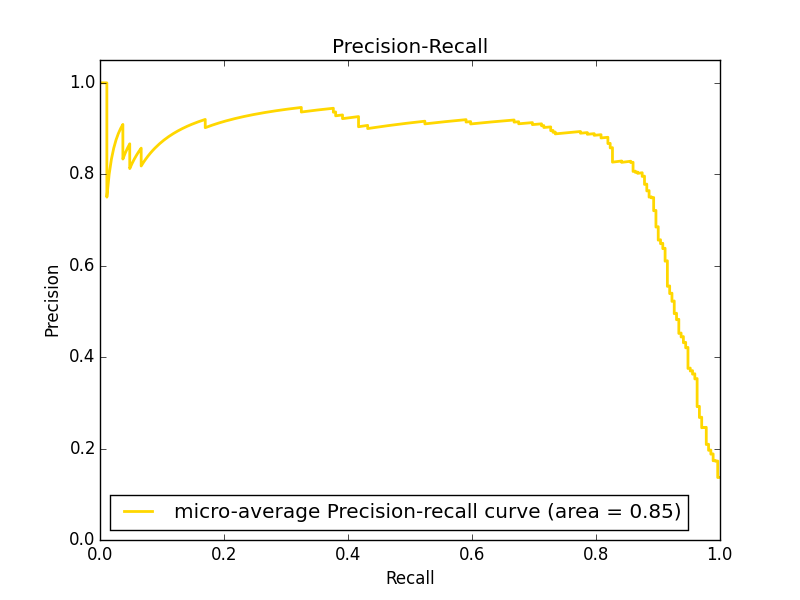 Precision-Recall
1.0
0.8
0.6
0.4
0.2
0.0
Precision
micro-average Precision-recall curve (area = 0.85)
0.0 0.2 0.4 0.6 0.8 1.0
Recall